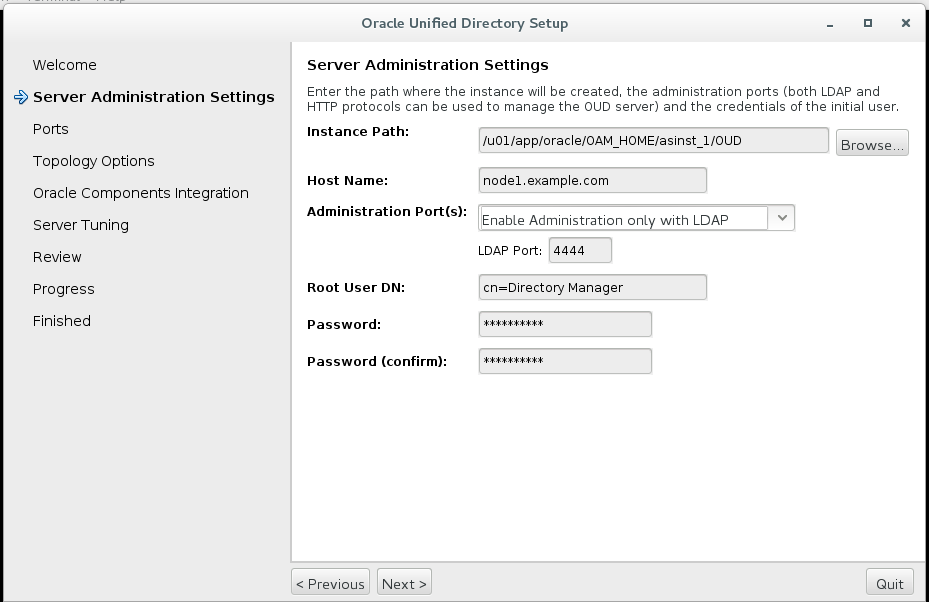 Oracle Unified Directory Setup
Welcome
Server Administration Settings
Ports
Topology Options
Oracle Components Integration
Server Tuning
Review
Progress
Finished
Server Administration Settings
Enter the path where the instance will be created, the administration ports (both LDAP and
HTTP protocols can be used to manage the OUD server) and the credentials of the initial user.
Instance Path: /u01/app/oracle/OAM_HOME/asinst_1/OUD Browse...
Host Name: node1.example.com
Administration Port(s): Enable Administration only with LDAP
LDAP Port: 4444
Root User DN: cn=Directory Manager
Password: **********
Password (confirm): **********
< Previous Next > Quit